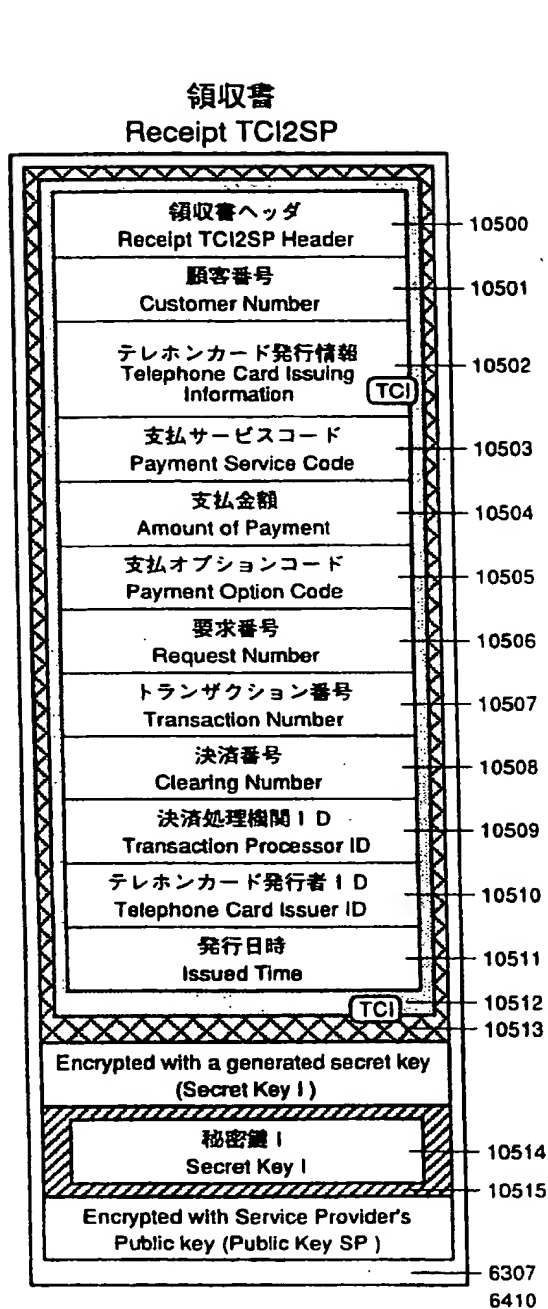 領収書
Receipt TCI2SP
領収書ヘッダ
Receipt TCI2SP Header
10500
顧客番号
Customer Number
10501
テレホンカード発行情報
Telephone Card Issuing
Information
10502
TCI
支払サービスコード
Payment Service Code
10503
支払金額
Amount of Payment
10504
支払オプションコード
Payment Option Code
10505
要求番号
Request Number
10506
トランザクション番号
Transaction Number
10507
決済番号
Clearing Number
10508
決済処理機関ID
Transaction Processor ID
10509
テレホンカード発行者ID
Telephone Card Issuer ID
10510
発行日時
Issued Time
10511
TCI
10512
10513
Encrypted with a generated secret key
(Secret Key I)
秘密鍵I
Secret Key I
10514
10515
Encrypted with Service Provider's
Public key (Public Key SP)
6307
6410